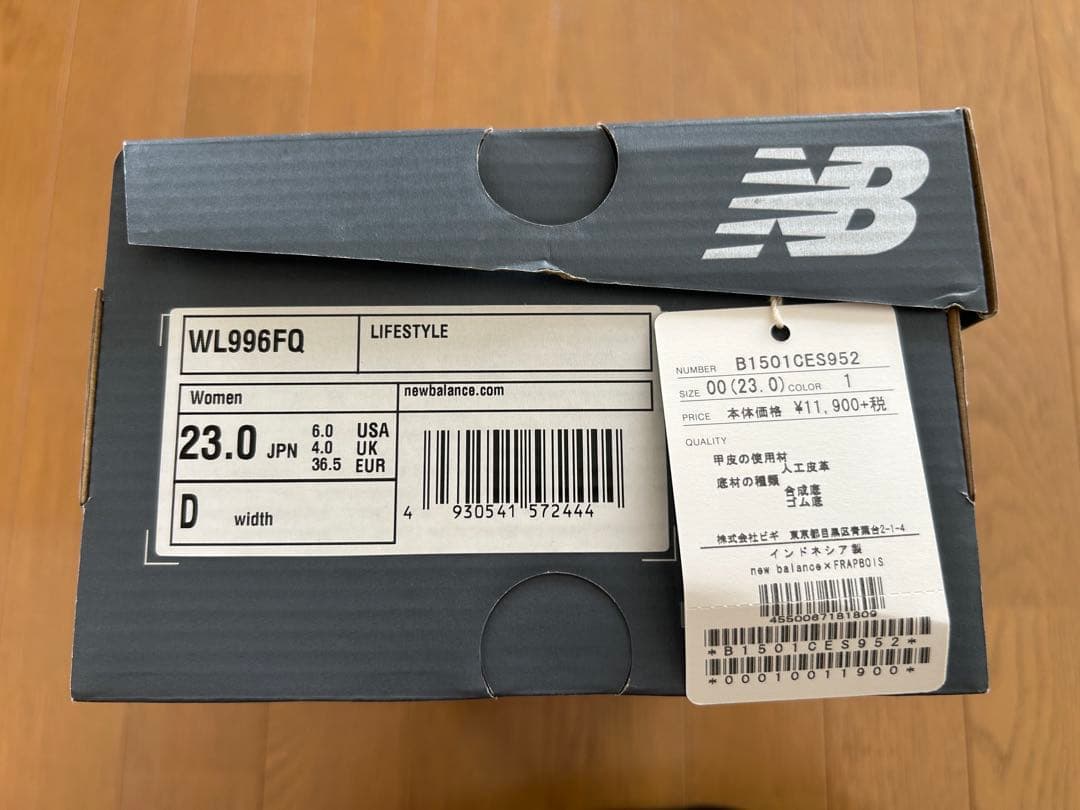 NB
WL996FQ
LIFESTYLE
Women
newbalance.com
23.0 JPN
6.0 USA
4.0 UK
36.5 EUR
D width
4 930541 572444
NUMBER B1501CES952
SIZE 00(23.0) COLOR 1
PRICE 本体価格 ¥11,900+税
QUALITY
甲皮の使用材
人工皮革
底材の種類
合成底
ゴム底
株式会社ビギ 東京都目黒区青葉台2-1-4
インドネシア製
new balance×FRAPBOIS
4550067181809
*B1501CES952*
*00010011900*